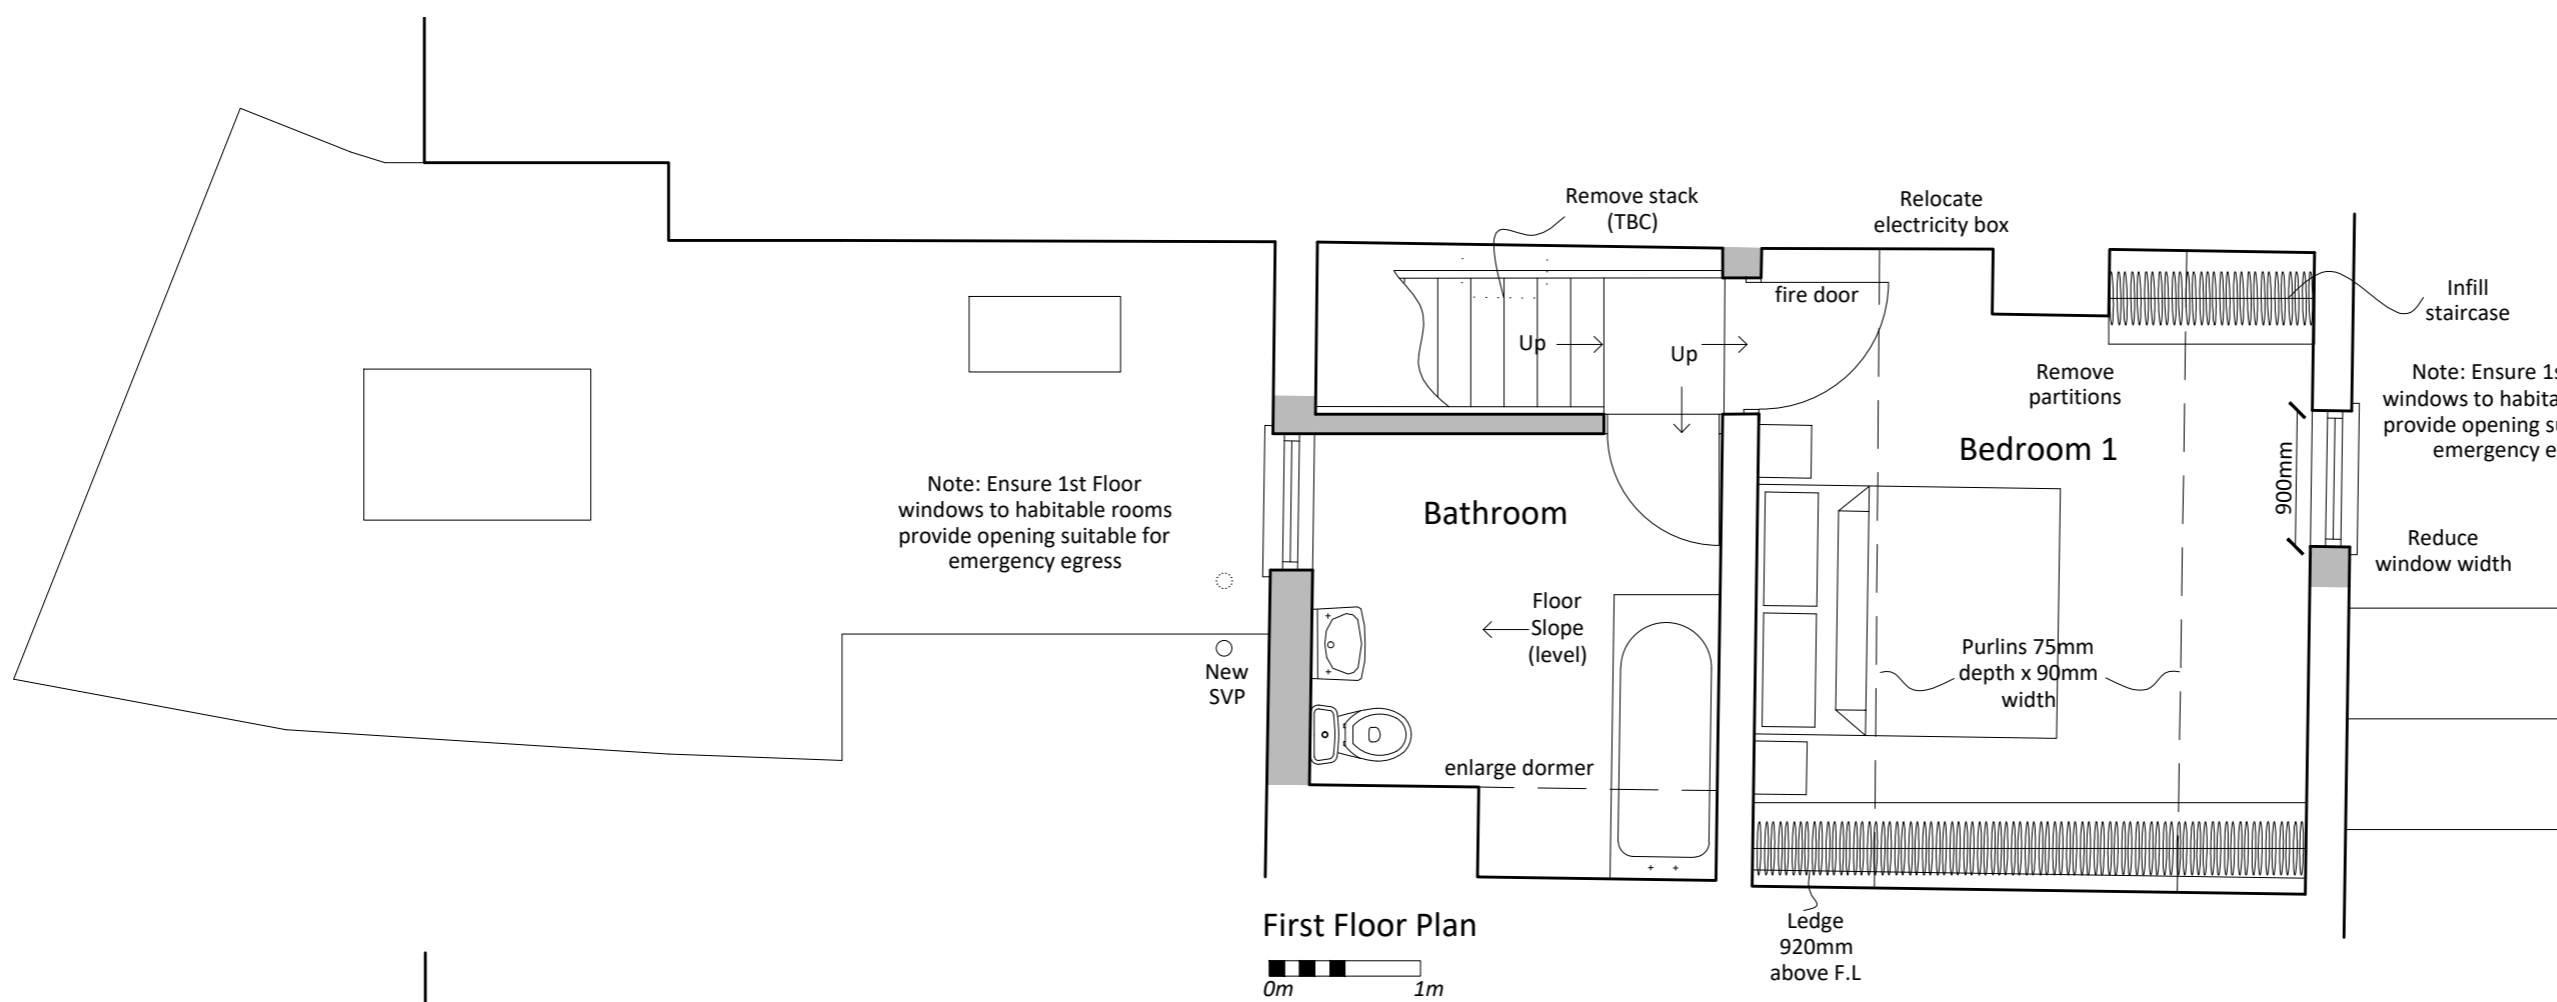 Remove stack
(TBC)
Relocate
electricity box
fire door
Infill
staircase
Up
Up
Remove
partitions
Note: Ensure 1s
windows to habita
provide opening su
emergency e
Bedroom 1
900mm
Note: Ensure 1st Floor
windows to habitable rooms
provide opening suitable for
emergency egress
Bathroom
Reduce
window width
Floor
Slope
(level)
New
SVP
Purlins 75mm
depth x 90mm
width
enlarge dormer
First Floor Plan
0m
1m
Ledge
920mm
above F.L